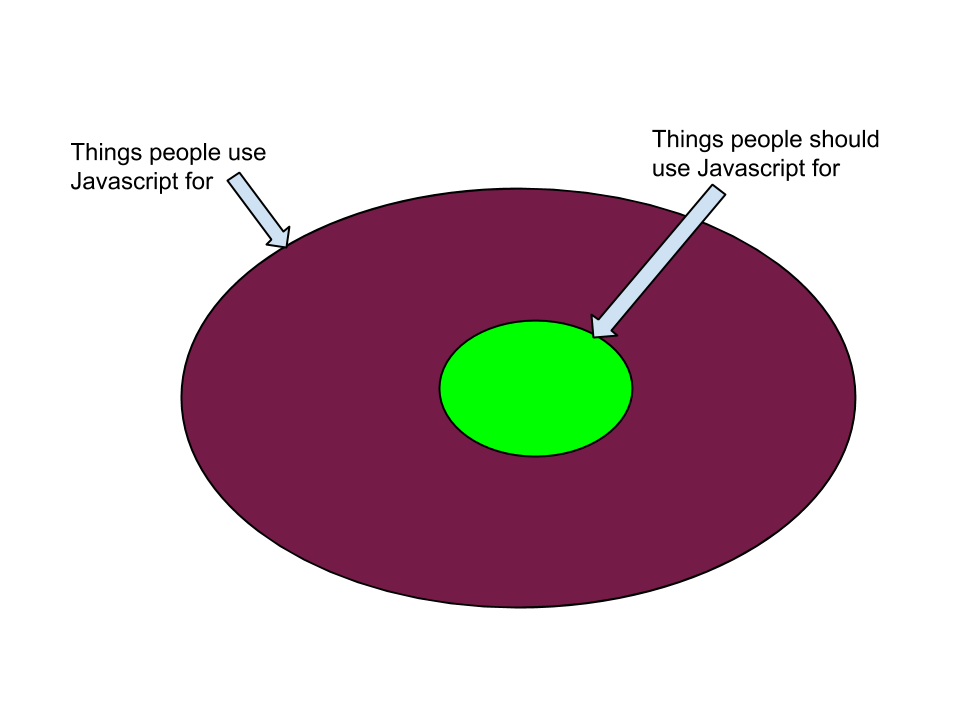 Things people use
Javascript for
Things people should
use Javascript for